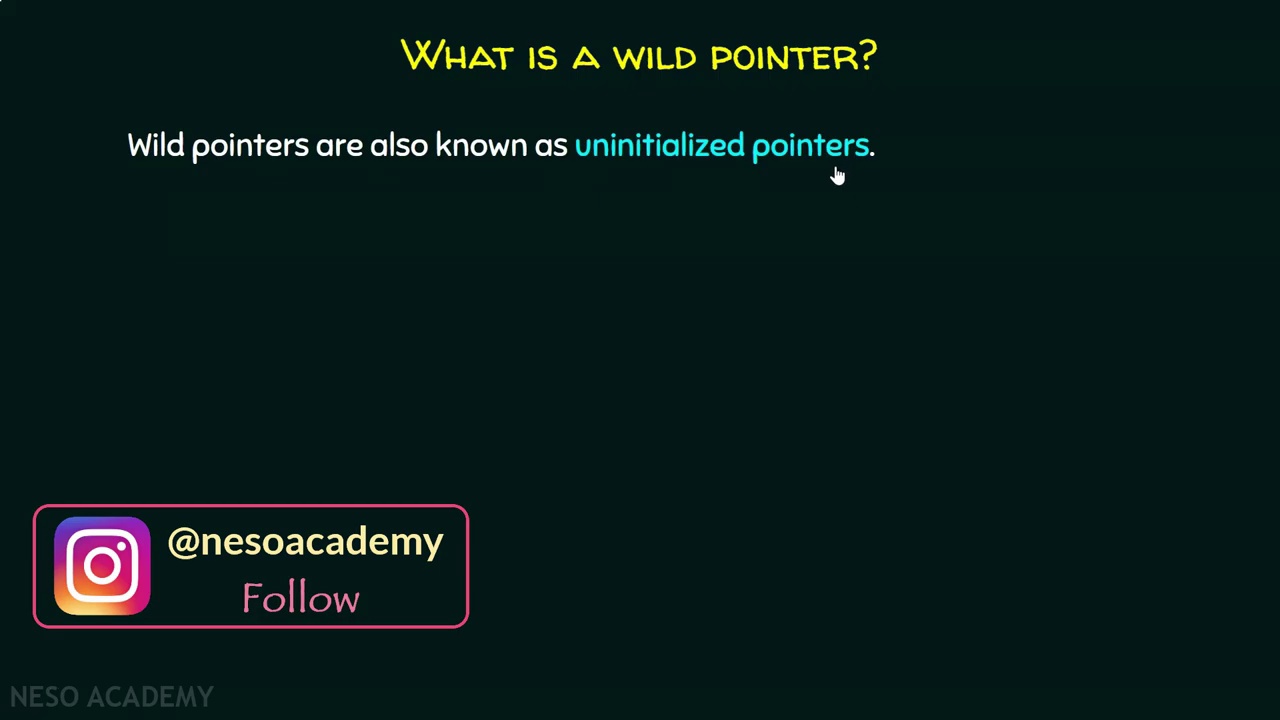 WHAT IS A WILD POINTER?
Wild pointers are also known as uninitialized pointers.
@nesoacademy
Follow
NESO ACADEMY